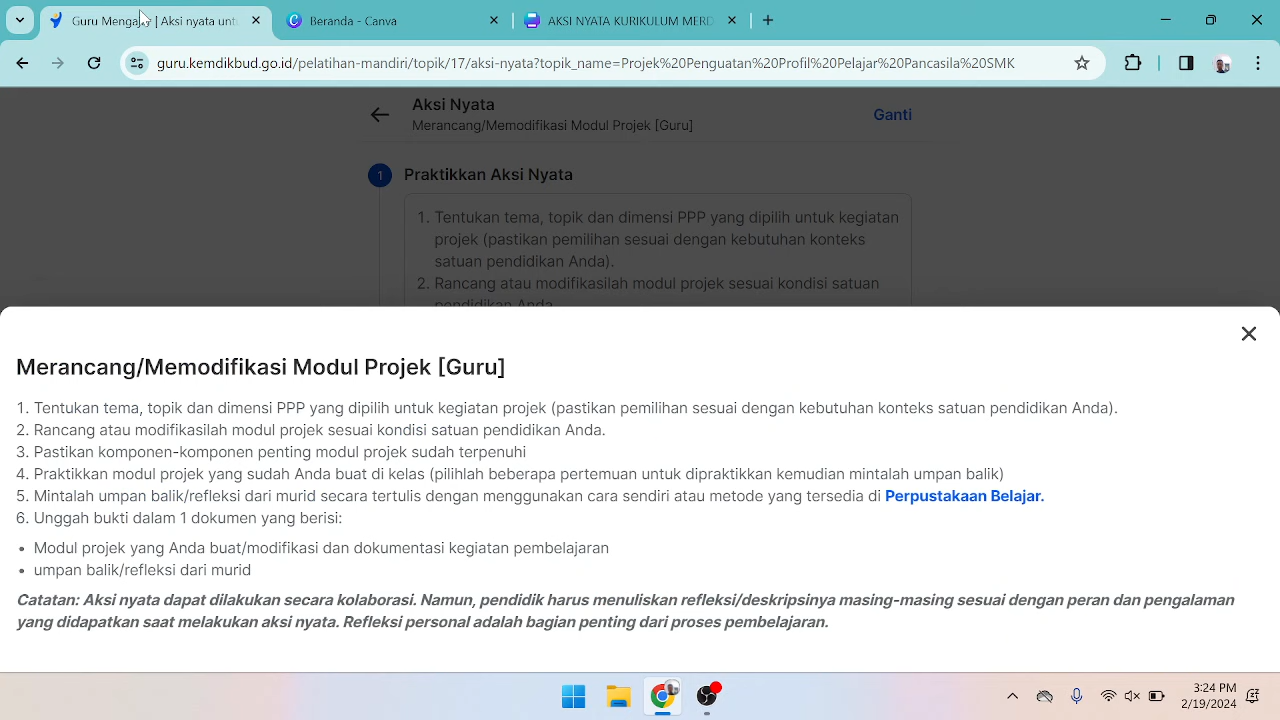 Guru Mengajar | Aksi nyata unt
Beranda - Canva
AKSI NYATA KURIKULUM MERD
guru.kemdikbud.go.id/pelatihan-mandiri/topik/17/aksi-nyata?topik_name=Projek%20Penguatan%20Profil%20Pelajar%20Pancasila%20SMK
Aksi Nyata
Merancang/Memodifikasi Modul Projek [Guru]
Ganti
1 Praktikkan Aksi Nyata
1. Tentukan tema, topik dan dimensi PPP yang dipilih untuk kegiatan
projek (pastikan pemilihan sesuai dengan kebutuhan konteks
satuan pendidikan Anda).
2. Rancang atau modifikasilah modul projek sesuai kondisi satuan
pendidikan Anda.
Merancang/Memodifikasi Modul Projek [Guru]
1. Tentukan tema, topik dan dimensi PPP yang dipilih untuk kegiatan projek (pastikan pemilihan sesuai dengan kebutuhan konteks satuan pendidikan Anda).
2. Rancang atau modifikasilah modul projek sesuai kondisi satuan pendidikan Anda.
3. Pastikan komponen-komponen penting modul projek sudah terpenuhi
4. Praktikkan modul projek yang sudah Anda buat di kelas (pilihlah beberapa pertemuan untuk dipraktikkan kemudian mintalah umpan balik)
5. Mintalah umpan balik/refleksi dari murid secara tertulis dengan menggunakan cara sendiri atau metode yang tersedia di Perpustakaan Belajar.
6. Unggah bukti dalam 1 dokumen yang berisi:
• Modul projek yang Anda buat/modifikasi dan dokumentasi kegiatan pembelajaran
• umpan balik/refleksi dari murid
Catatan: Aksi nyata dapat dilakukan secara kolaborasi. Namun, pendidik harus menuliskan refleksi/deskripsinya masing-masing sesuai dengan peran dan pengalaman
yang didapatkan saat melakukan aksi nyata. Refleksi personal adalah bagian penting dari proses pembelajaran.
3:24 PM
2/19/2024